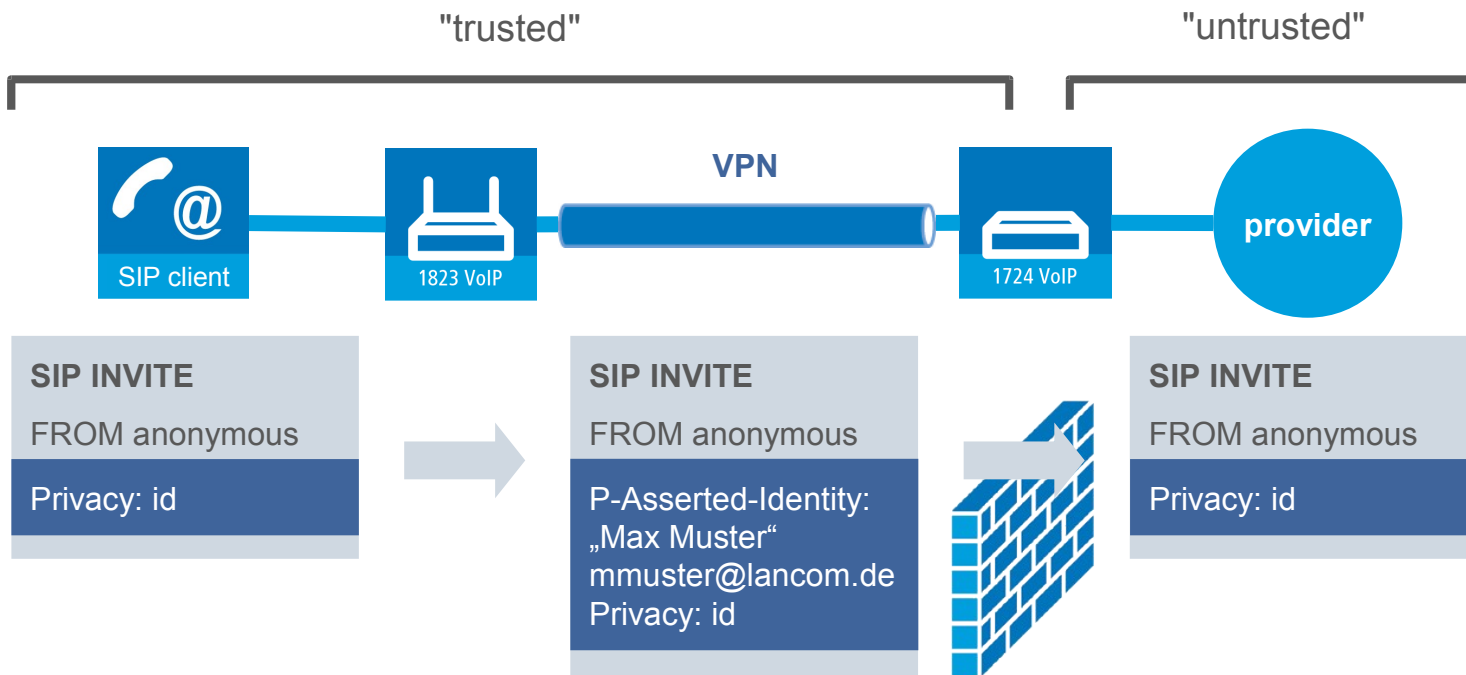 "trusted"
"untrusted"
VPN
@
SIP client
1823 VoIP
1724 VoIP
provider
SIP INVITE
FROM anonymous
Privacy: id
SIP INVITE
FROM anonymous
P-Asserted-Identity:
„Max Muster“
mmuster@lancom.de
Privacy: id
SIP INVITE
FROM anonymous
Privacy: id